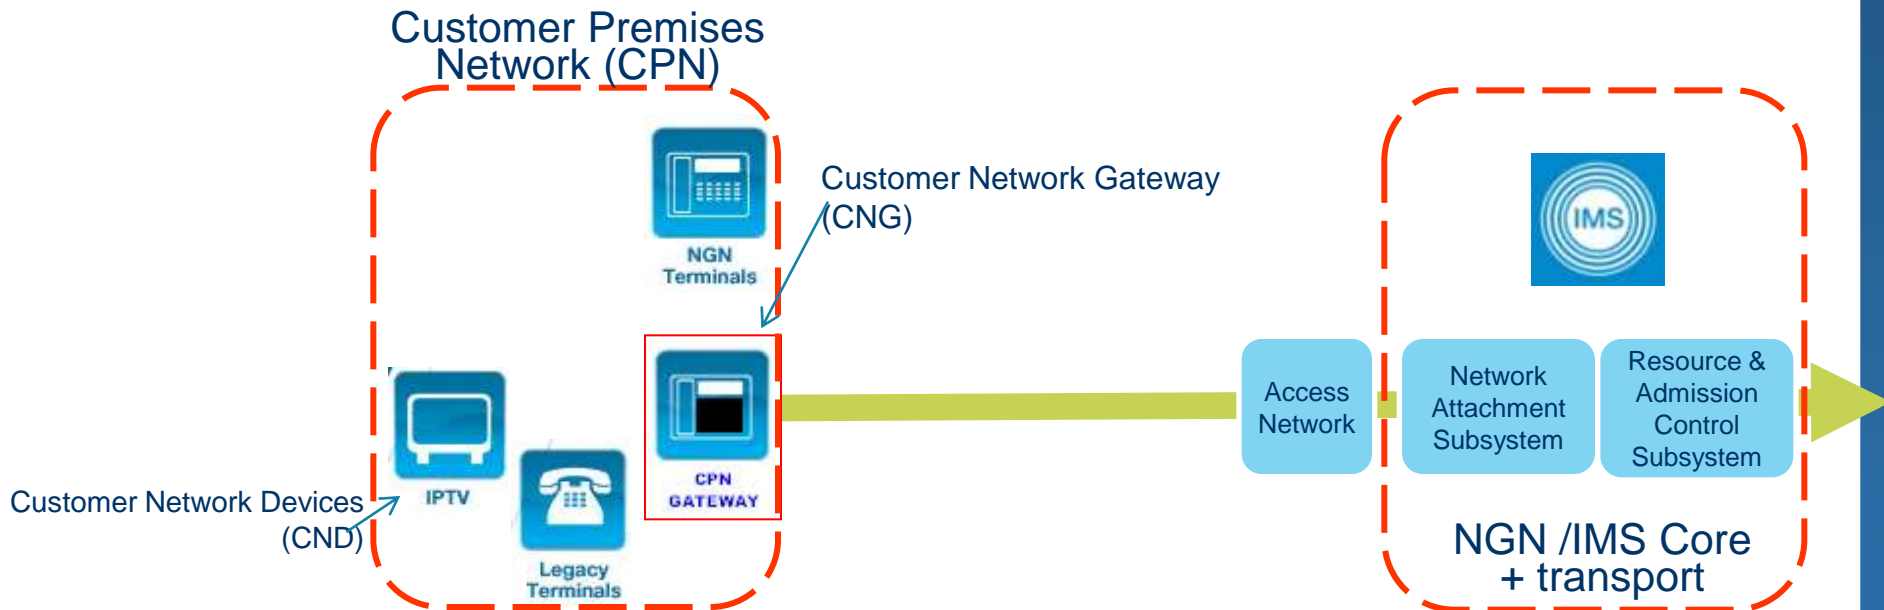 Customer Premises
Network (CPN)
NGN
Terminals
Customer Network Gateway
(CNG)
IMS
CPN
GATEWAY
IPTV
Legacy
Terminals
Customer Network Devices
(CND)
Access
Network
Network
Attachment
Subsystem
Resource &
Admission
Control
Subsystem
NGN /IMS Core
+ transport